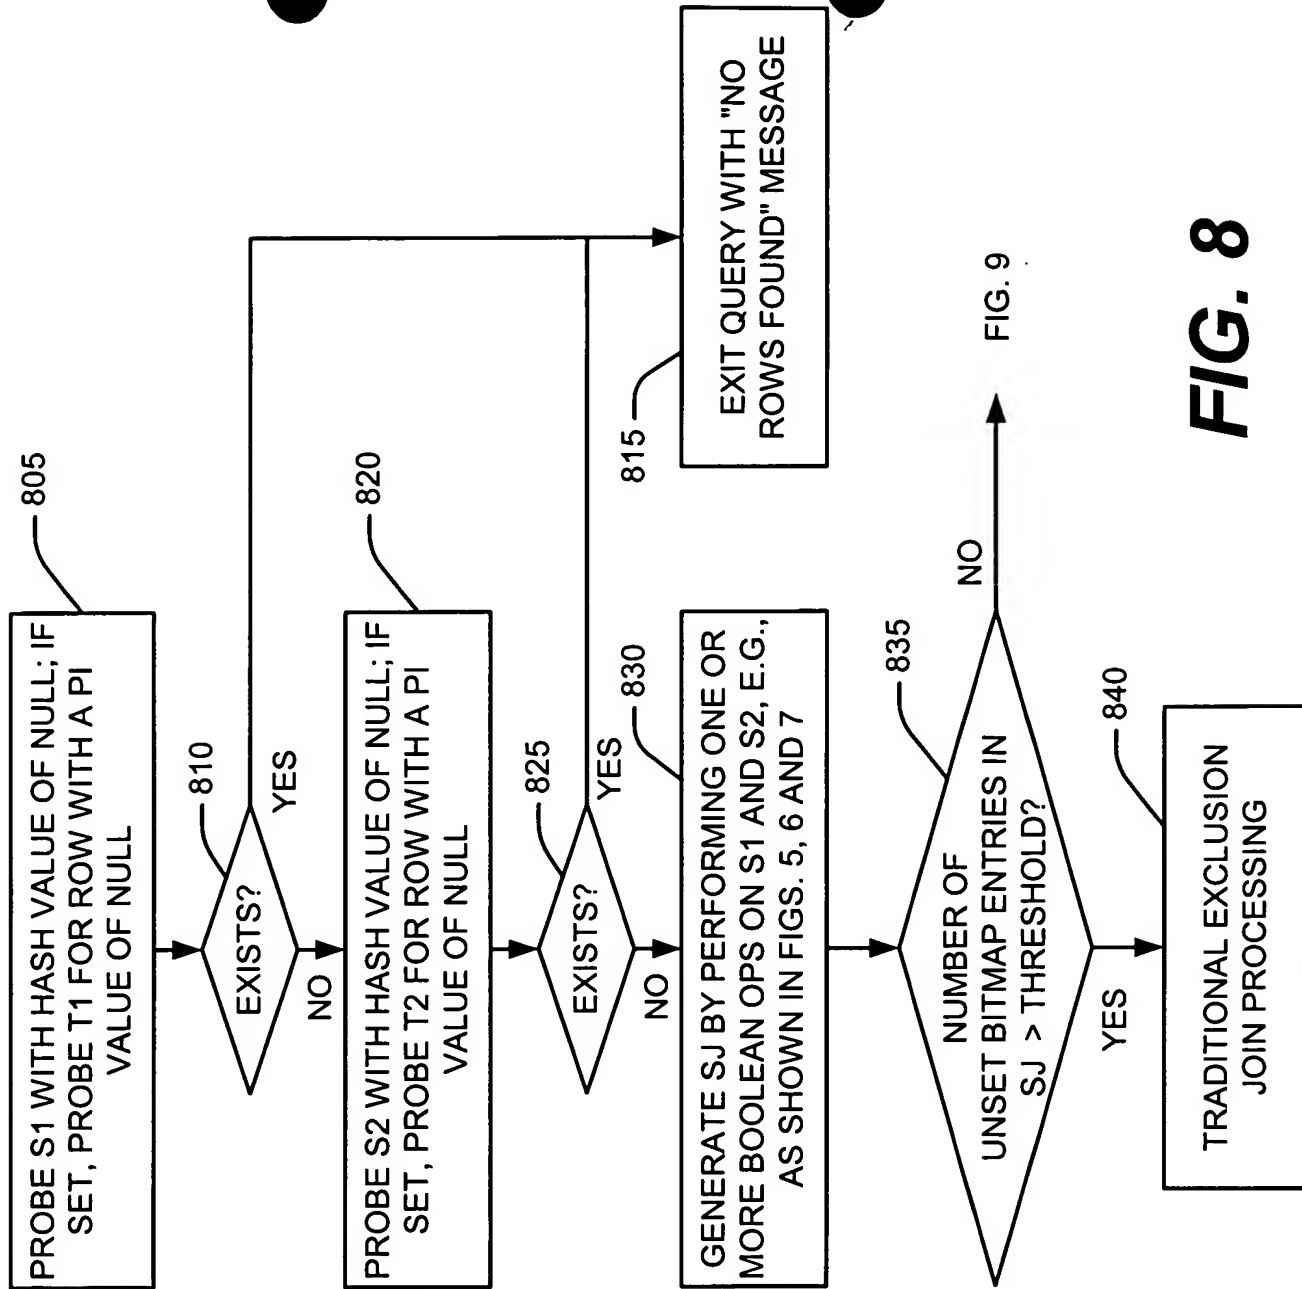 805
PROBE S1 WITH HASH VALUE OF NULL; IF
SET, PROBE T1 FOR ROW WITH A PI
VALUE OF NULL
810
EXISTS?
YES
NO
820
PROBE S2 WITH HASH VALUE OF NULL; IF
SET, PROBE T2 FOR ROW WITH A PI
VALUE OF NULL
825
EXISTS?
YES
NO
815
EXIT QUERY WITH "NO
ROWS FOUND" MESSAGE
830
GENERATE SJ BY PERFORMING ONE OR
MORE BOOLEAN OPS ON S1 AND S2, E.G.,
AS SHOWN IN FIGS. 5, 6 AND 7
835
NUMBER OF
UNSET BITMAP ENTRIES IN
SJ > THRESHOLD?
NO
FIG. 9
YES
840
TRADITIONAL EXCLUSION
JOIN PROCESSING
FIG. 8